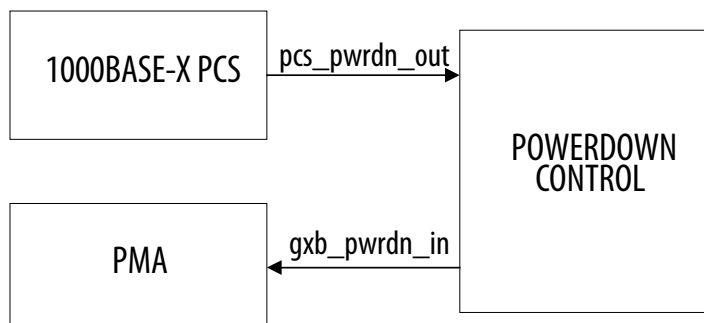 1000BASE-X PCS
pcs_pwrdn_out
POWERDOWN
CONTROL
PMA
gxb_pwrdn_in